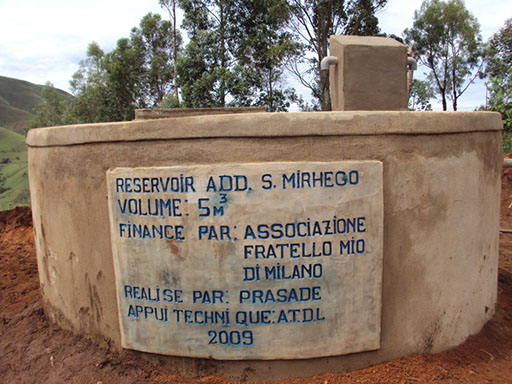 RESERVOIR ADD. S. MIRHEGO
VOLUME: 5M³
FINANCE PAR: ASSOCIAZIONE
FRATELLO MIO
DI MILANO
REALISE PAR: PRASADE
APPUI TECHNI QUE: A.T.D.L
2009